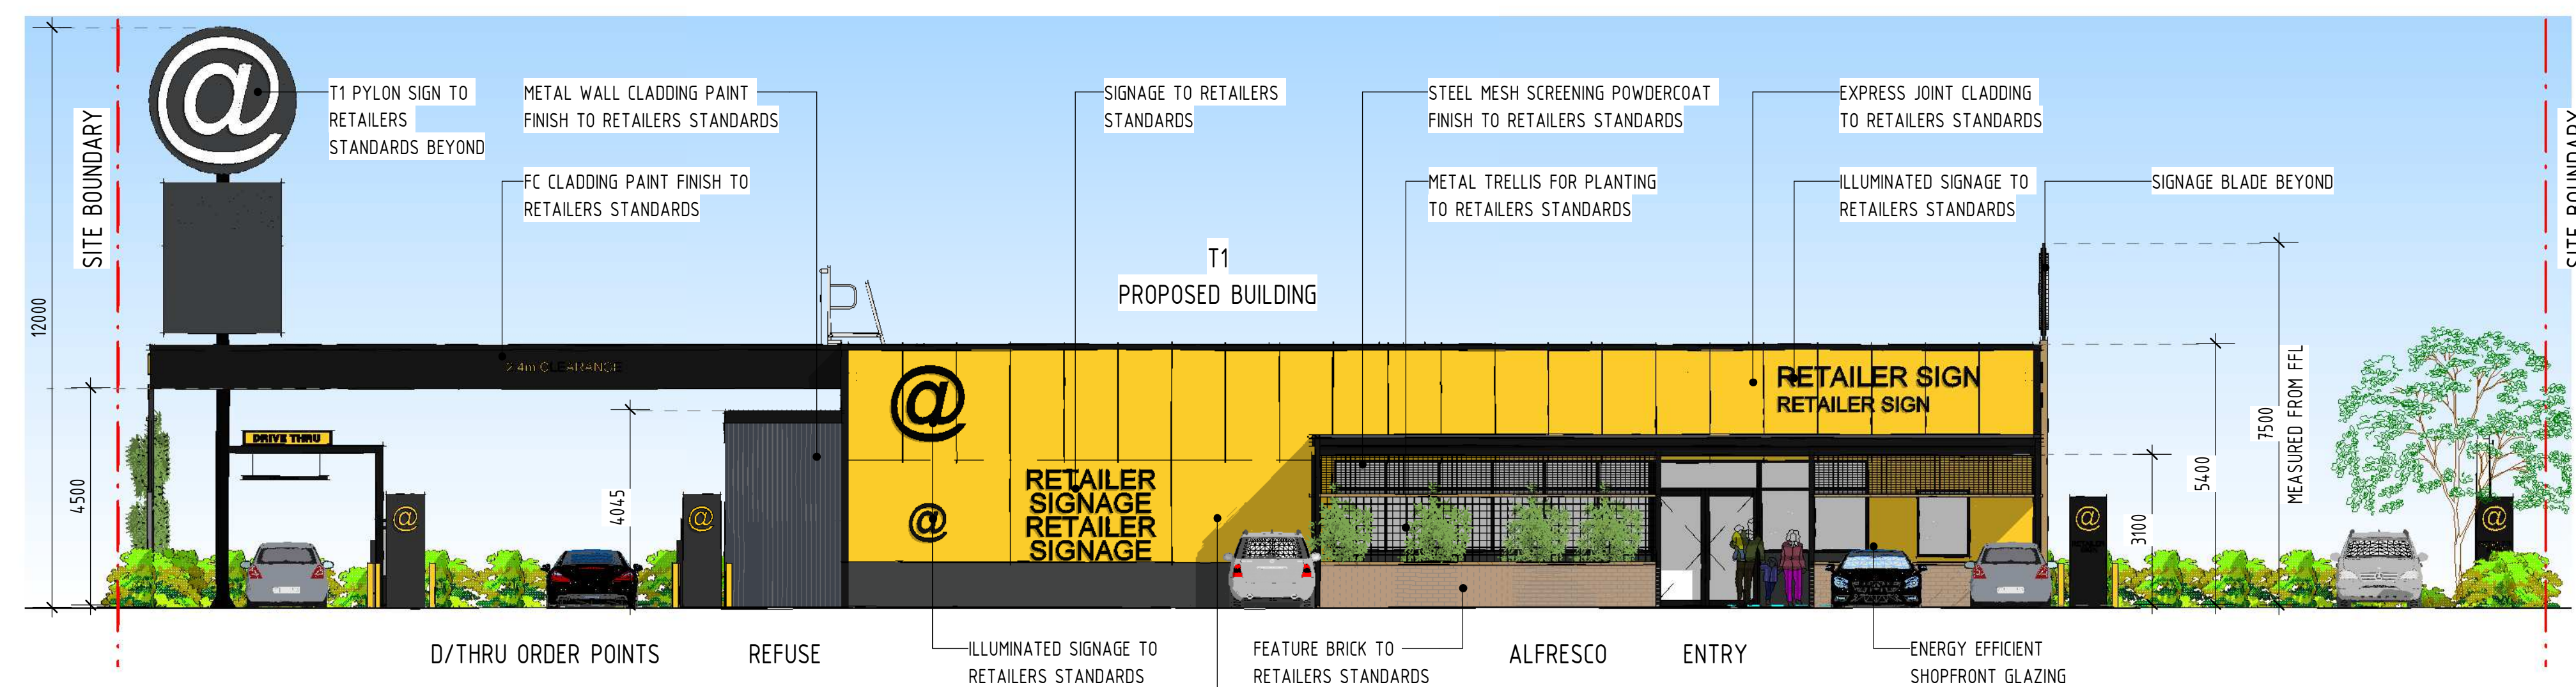 SITE BOUNDARY
12000
4500
@
T1 PYLON SIGN TO
RETAILERS
STANDARDS BEYOND
METAL WALL CLADDING PAINT
FINISH TO RETAILERS STANDARDS
FC CLADDING PAINT FINISH TO
RETAILERS STANDARDS
SIGNAGE TO RETAILERS
STANDARDS
STEEL MESH SCREENING POWDERCOAT
FINISH TO RETAILERS STANDARDS
METAL TRELLIS FOR PLANTING
TO RETAILERS STANDARDS
EXPRESS JOINT CLADDING
TO RETAILERS STANDARDS
ILLUMINATED SIGNAGE TO
RETAILERS STANDARDS
SIGNAGE BLADE BEYOND
SITE BOUNDARY
T1
PROPOSED BUILDING
2.4m CLEARANCE
DRIVE THRU
@
4045
@
@
@
RETAILER
SIGNAGE
RETAILER
SIGNAGE
RETAILER SIGN
RETAILER SIGN
3100
5400
7500
MEASURED FROM FFL
@
@
D/THRU ORDER POINTS
REFUSE
ILLUMINATED SIGNAGE TO
RETAILERS STANDARDS
FEATURE BRICK TO
RETAILERS STANDARDS
ALFRESCO
ENTRY
ENERGY EFFICIENT
SHOPFRONT GLAZING